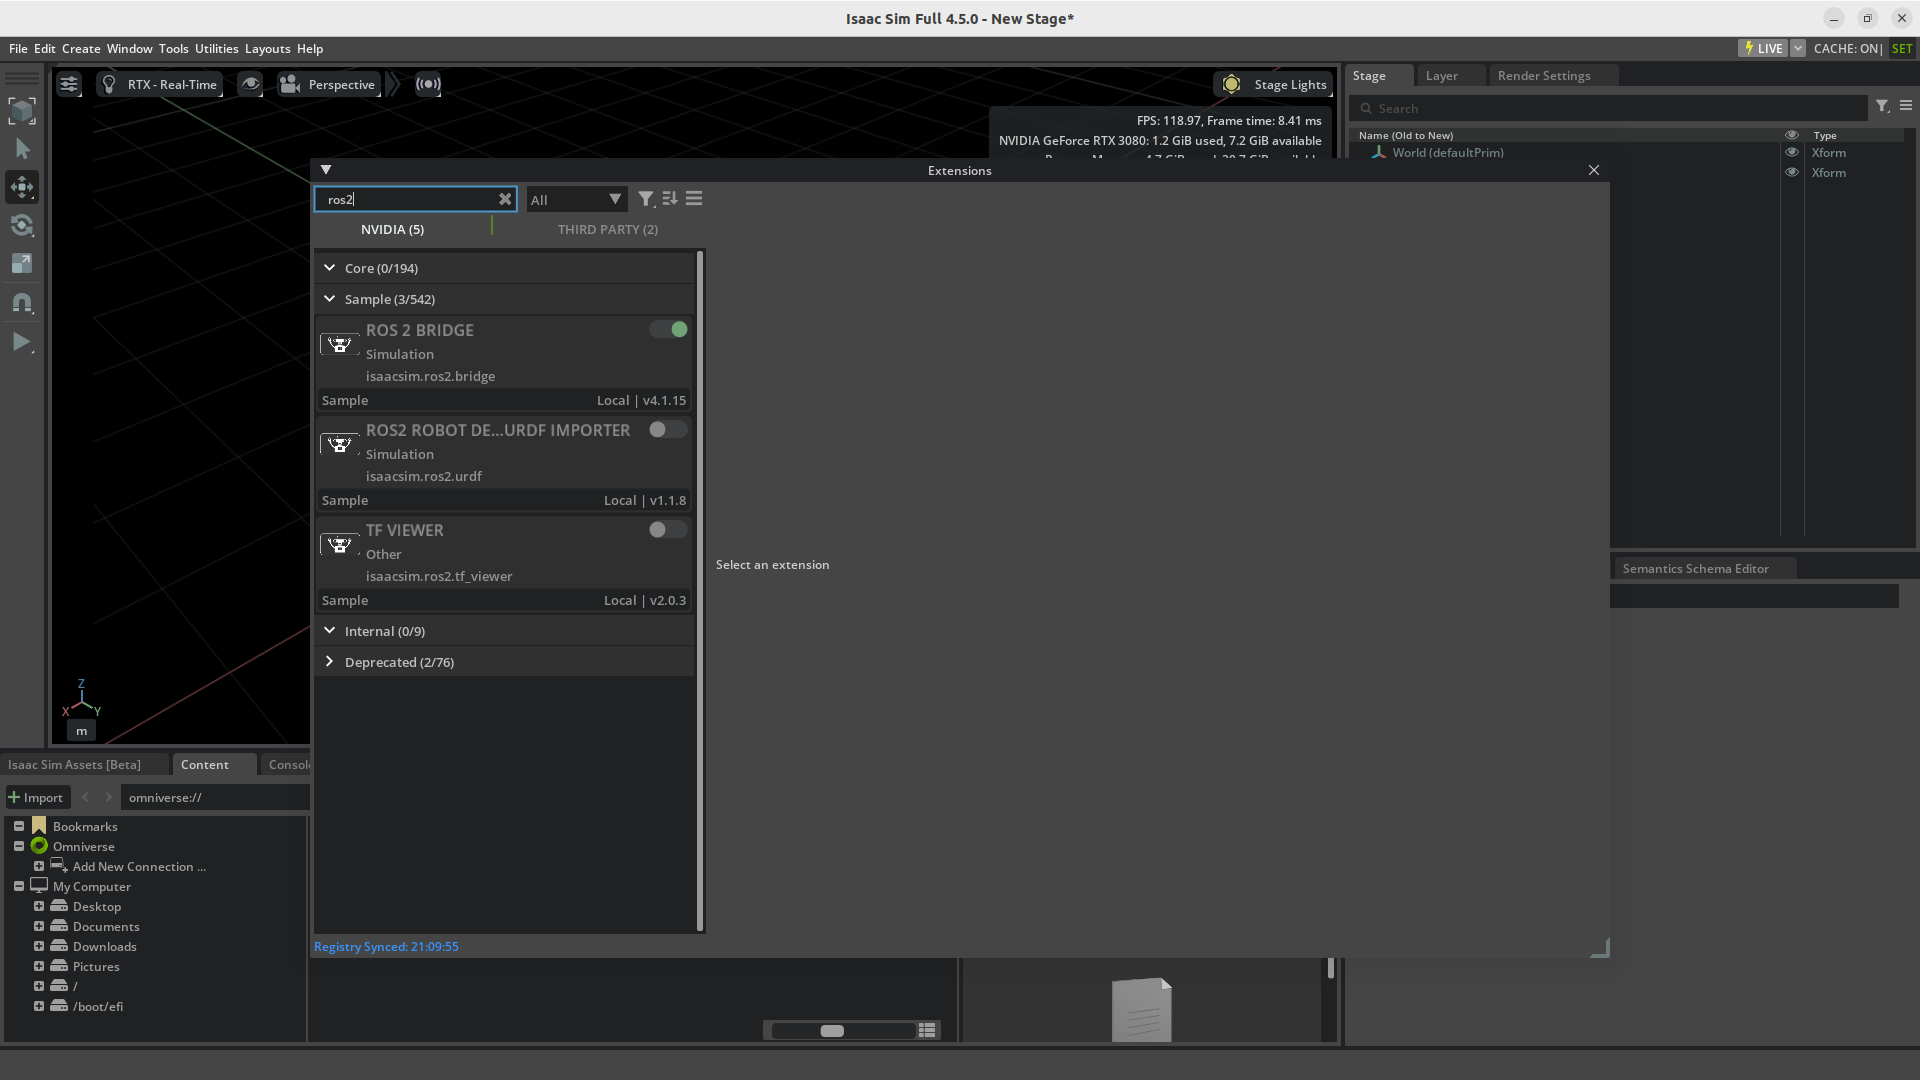 Isaac Sim Full 4.5.0 - New Stage*
File Edit Create Window Tools Utilities Layouts Help
LIVE CACHE: ON| SET
RTX - Real-Time Perspective Stage Lights
Stage Layer Render Settings
Search
FPS: 118.97, Frame time: 8.41 ms
NVIDIA GeForce RTX 3080: 1.2 GiB used, 7.2 GiB available
Name (Old to New) Type
World (defaultPrim) Xform
Xform
Extensions
ros2 All
NVIDIA (5) THIRD PARTY (2)
Core (0/194)
Sample (3/542)
ROS 2 BRIDGE
Simulation
isaacsim.ros2.bridge
Sample Local | v4.1.15
ROS2 ROBOT DE...URDF IMPORTER
Simulation
isaacsim.ros2.urdf
Sample Local | v1.1.8
TF VIEWER
Other
isaacsim.ros2.tf_viewer
Sample Local | v2.0.3
Internal (0/9)
Deprecated (2/76)
Select an extension
Registry Synced: 21:09:55
Semantics Schema Editor
Z
X Y
m
Isaac Sim Assets [Beta] Content Consol
Import omniverse://
Bookmarks
Omniverse
Add New Connection ...
My Computer
Desktop
Documents
Downloads
Pictures
/
/boot/efi